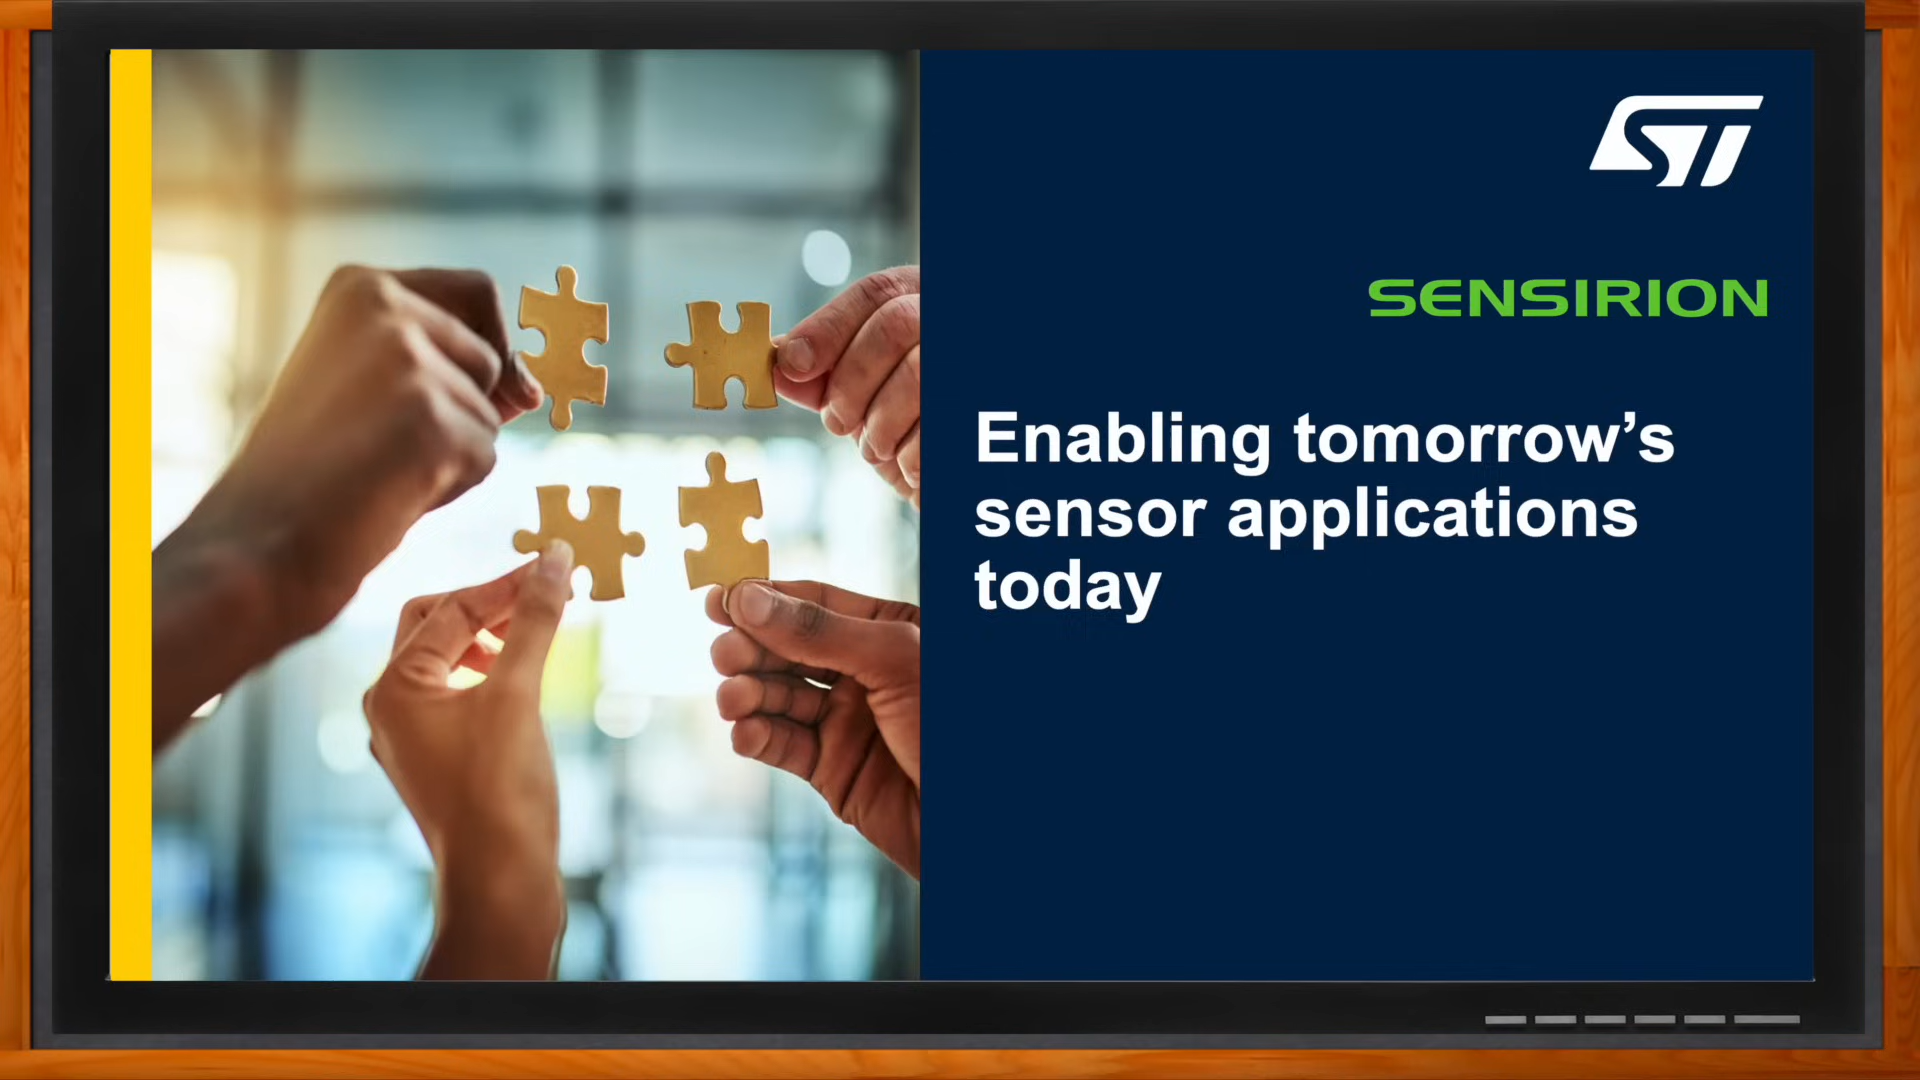 ST
SENSIRION
Enabling tomorrow’s
sensor applications
today